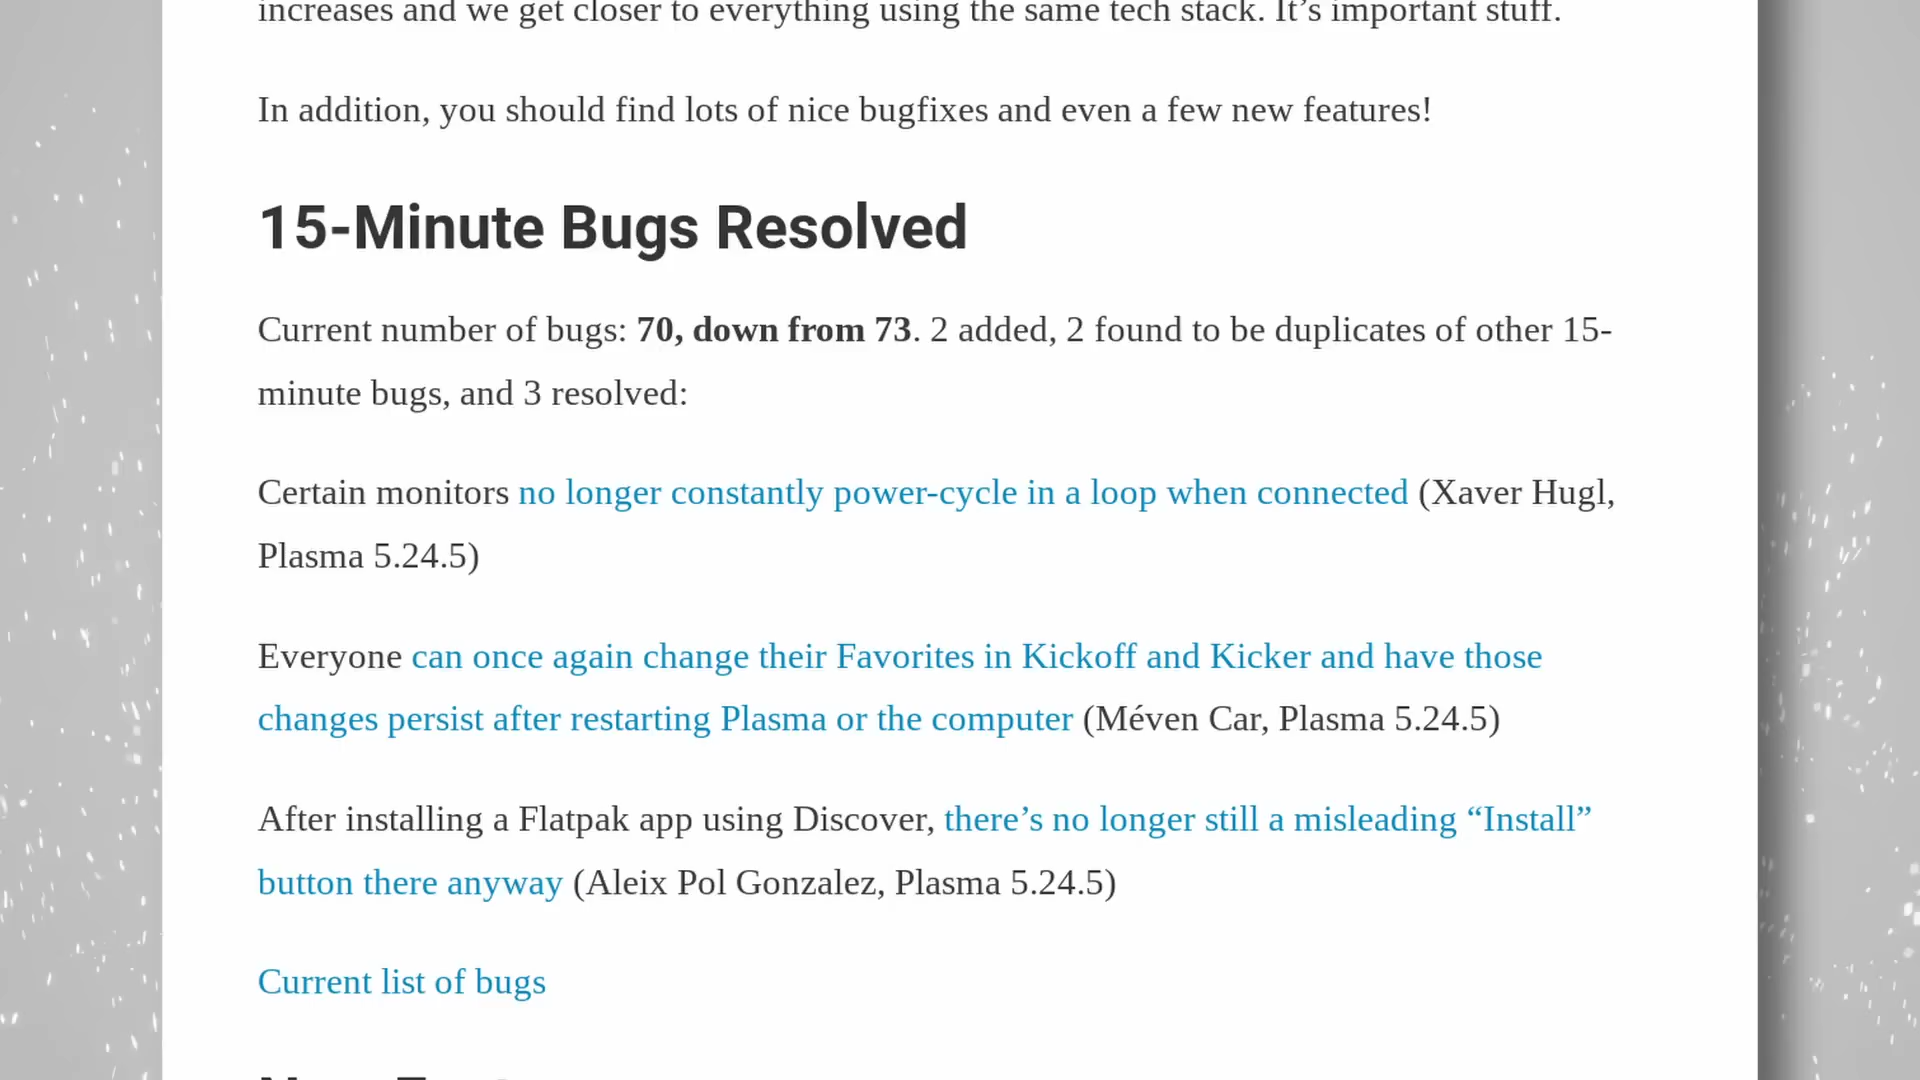 increases and we get closer to everything using the same tech stack. It’s important stuff.
In addition, you should find lots of nice bugfixes and even a few new features!
15-Minute Bugs Resolved
Current number of bugs: 70, down from 73. 2 added, 2 found to be duplicates of other 15-
minute bugs, and 3 resolved:
Certain monitors no longer constantly power-cycle in a loop when connected (Xaver Hugl,
Plasma 5.24.5)
Everyone can once again change their Favorites in Kickoff and Kicker and have those
changes persist after restarting Plasma or the computer (Méven Car, Plasma 5.24.5)
After installing a Flatpak app using Discover, there’s no longer still a misleading “Install”
button there anyway (Aleix Pol Gonzalez, Plasma 5.24.5)
Current list of bugs